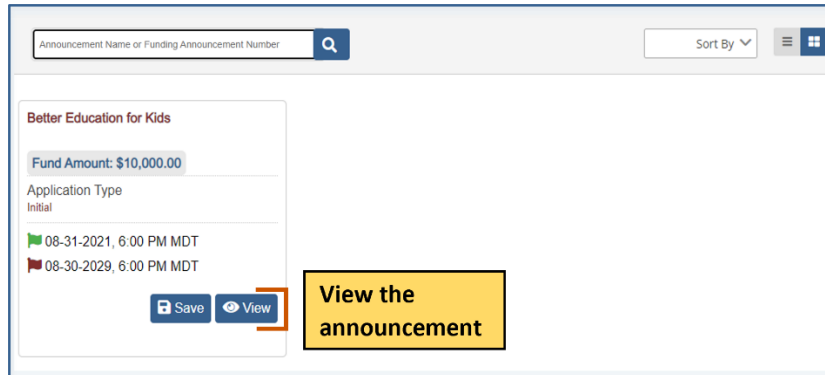 Announcement Name or Funding Announcement Number
Sort By
Better Education for Kids
Fund Amount: $10,000.00
Application Type
Initial
08-31-2021, 6:00 PM MDT
08-30-2029, 6:00 PM MDT
Save View
View the
announcement